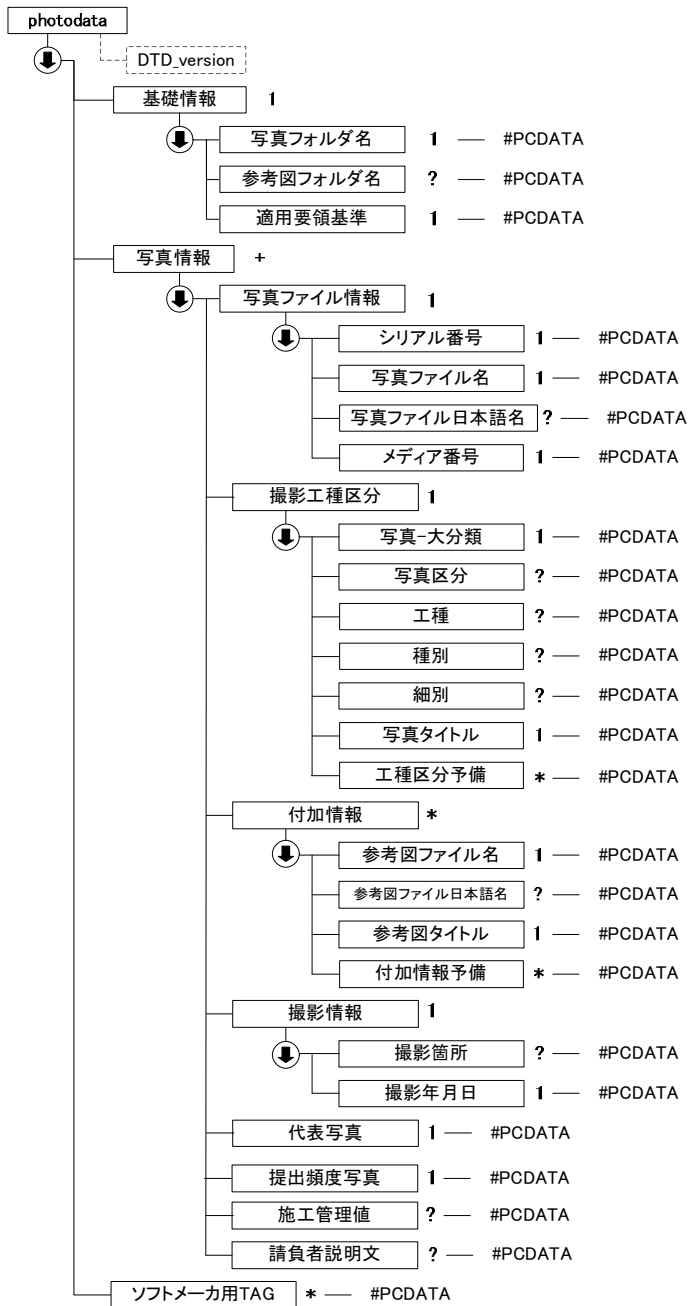 photodata
DTD_version
基礎情報 1
写真フォルダ名 1 #PCDATA
参考図フォルダ名 ? #PCDATA
適用要領基準 1 #PCDATA
写真情報 +
写真ファイル情報 1
シリアル番号 1 #PCDATA
写真ファイル名 1 #PCDATA
写真ファイル日本語名 ? #PCDATA
メディア番号 1 #PCDATA
撮影工種区分 1
写真-大分類 1 #PCDATA
写真区分 ? #PCDATA
工種 ? #PCDATA
種別 ? #PCDATA
細別 ? #PCDATA
写真タイトル 1 #PCDATA
工種区分予備 * #PCDATA
付加情報 *
参考図ファイル名 1 #PCDATA
参考図ファイル日本語名 ? #PCDATA
参考図タイトル 1 #PCDATA
付加情報予備 * #PCDATA
撮影情報 1
撮影箇所 ? #PCDATA
撮影年月日 1 #PCDATA
代表写真 1 #PCDATA
提出頻度写真 1 #PCDATA
施工管理値 ? #PCDATA
請負者説明文 ? #PCDATA
ソフトメーカ用TAG * #PCDATA